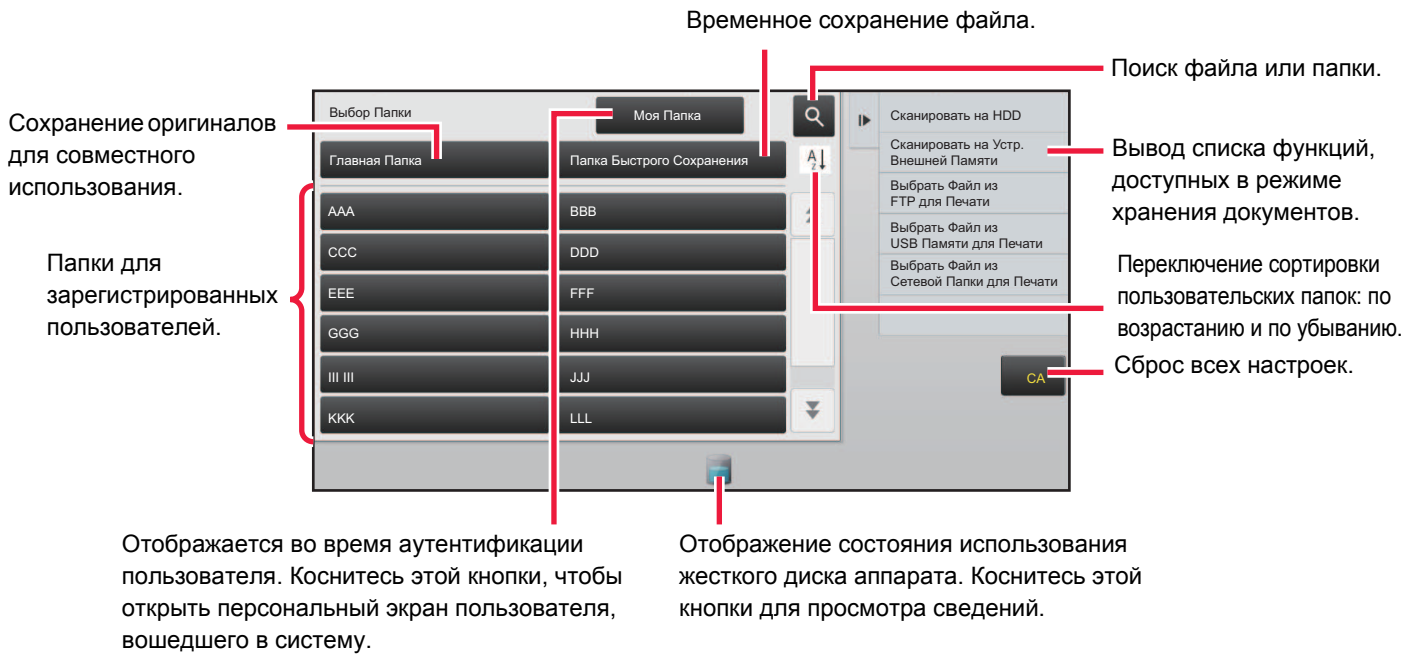 Временное сохранение файла.
Поиск файла или папки.
Сохранение оригиналов
для совместного
использования.
Выбор Папки
Моя Папка
Главная Папка
Папка Быстрого Сохранения
A
Z
AAA
BBB
CCC
DDD
EEE
FFF
GGG
HHH
III III
JJJ
KKK
LLL
Сканировать на HDD
Сканировать на Устр.
Внешней Памяти
Выбрать Файл из
FTP для Печати
Выбрать Файл из
USB Памяти для Печати
Выбрать Файл из
Сетевой Папки для Печати
CA
Папки для
зарегистрированных
пользователей.
Вывод списка функций,
доступных в режиме
хранения документов.
Переключение сортировки
пользовательских папок: по
возрастанию и по убыванию.
Сброс всех настроек.
Отображается во время аутентификации
пользователя. Коснитесь этой кнопки, чтобы
открыть персональный экран пользователя,
вошедшего в систему.
Отображение состояния использования
жесткого диска аппарата. Коснитесь этой
кнопки для просмотра сведений.